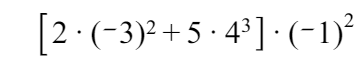 [2 · (⁻3)² + 5 · 4³] · (⁻1)²